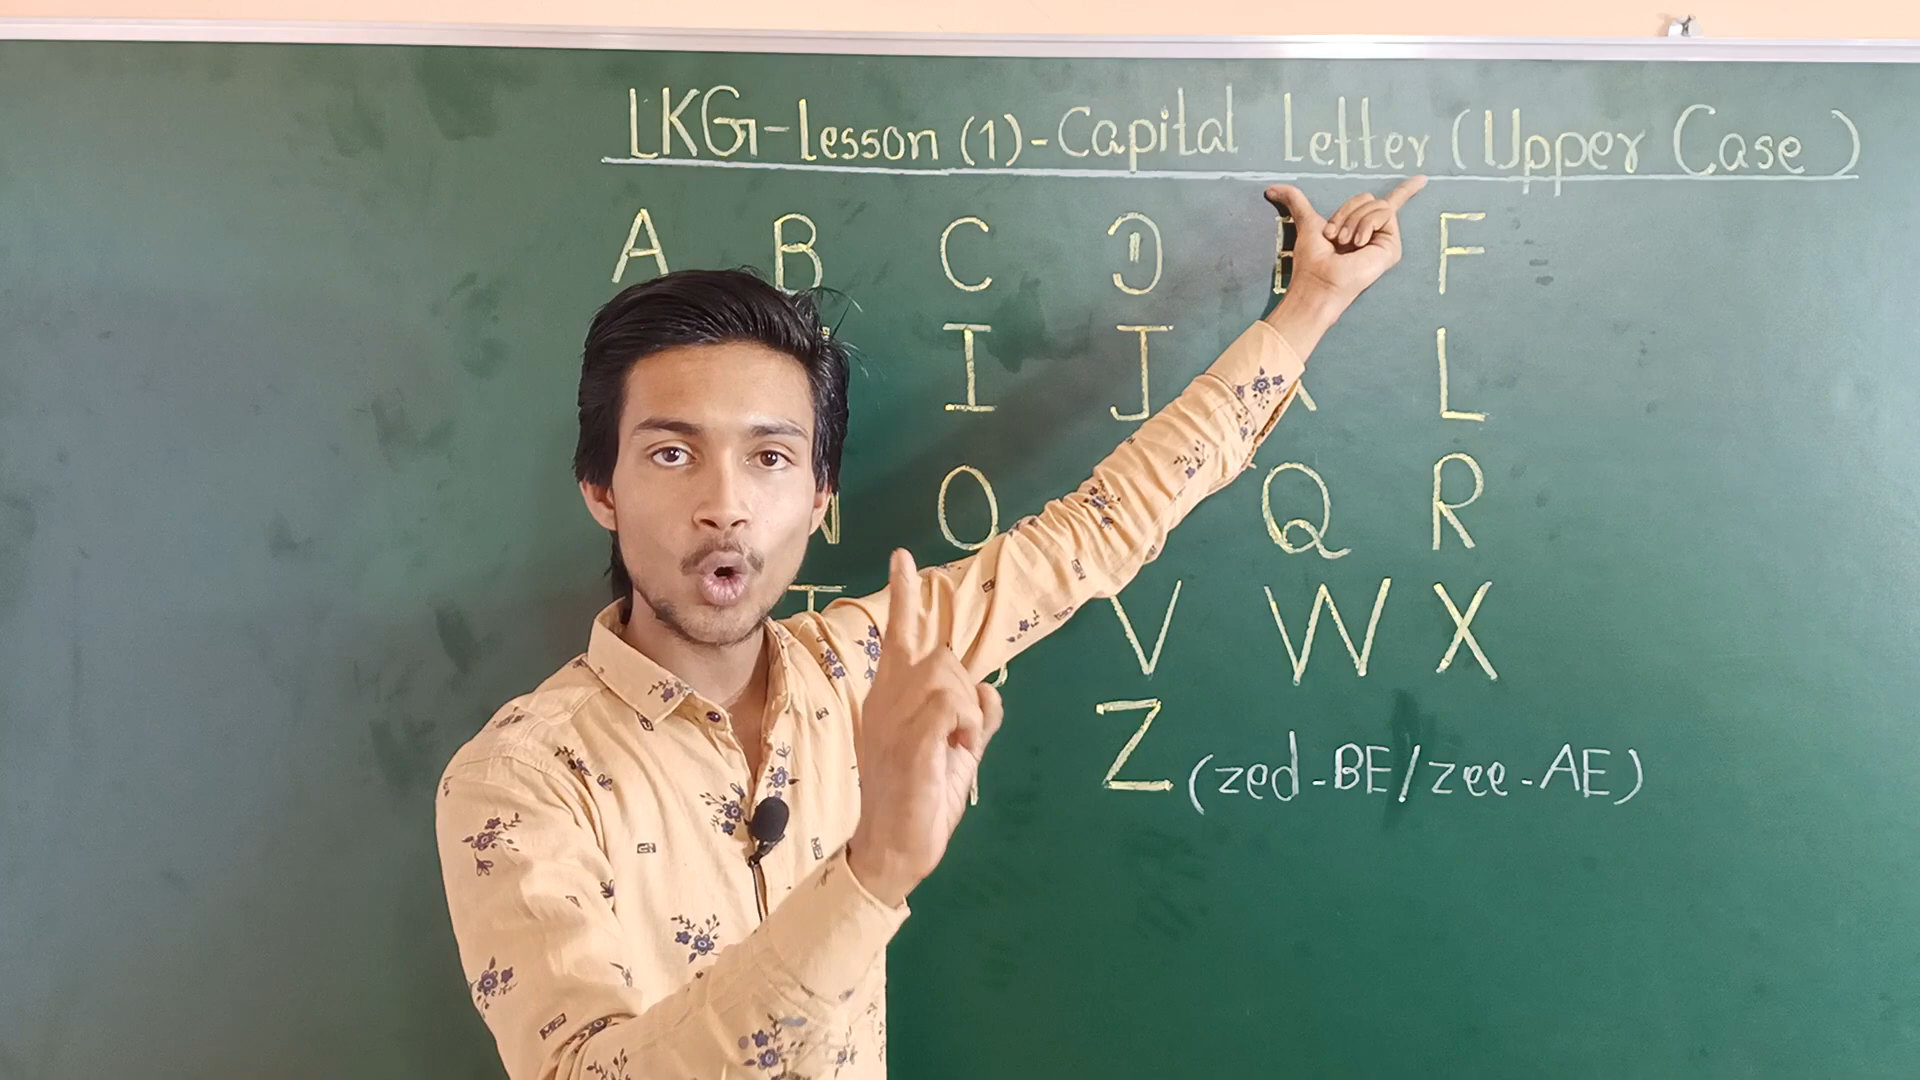 LKG-Lesson (1)-Capital Letter (Upper Case )
A B C D E F
I J L
N O Q R
T V W X
Z (zed-BE/zee-AE)